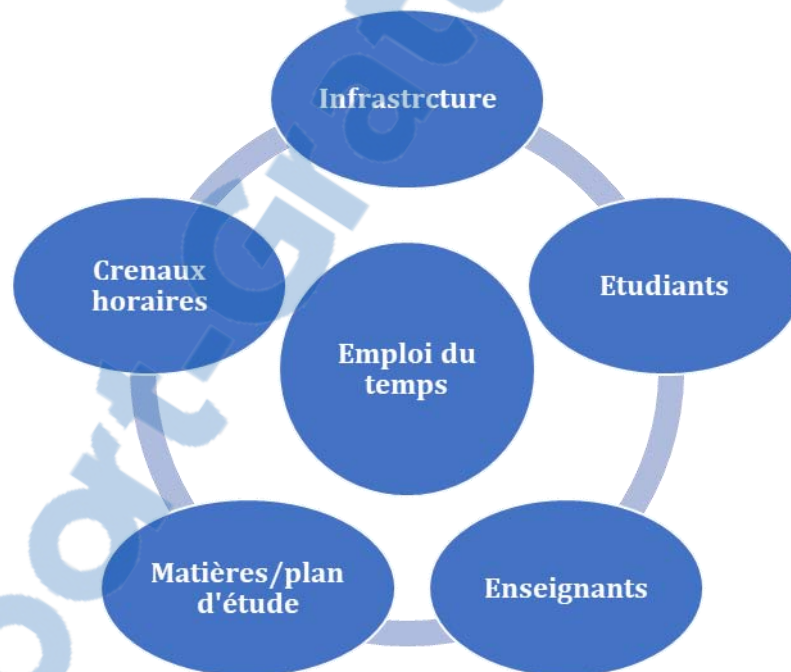 Infrastrcture
Crenaux
horaires
Etudiants
Emploi du
temps
Matières/plan
d'étude
Enseignants